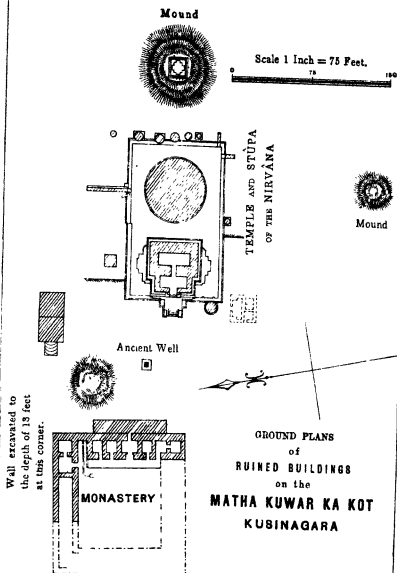 Mound
Scale 1 Inch = 75 Feet.
0 75 150
TEMPLE AND STÛPA
OF THE NIRVÂNA
Mound
Ancient Well
Wall excavated to
the depth of 13 feet
at this corner.
MONASTERY
GROUND PLANS
of
RUINED BUILDINGS
on the
MATHA KUWAR KA KOT
KUSINAGARA